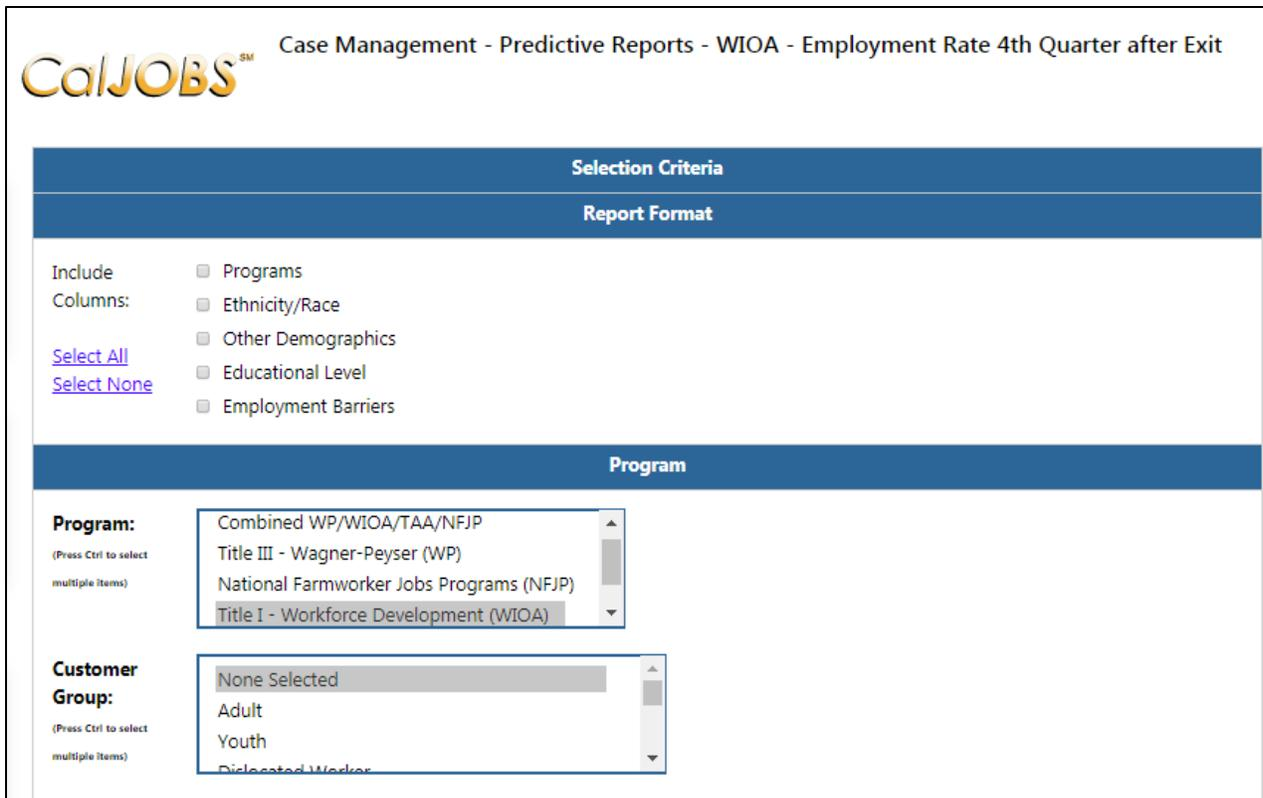 Case Management - Predictive Reports - WIOA - Employment Rate 4th Quarter after Exit
CalJOBS℠
Selection Criteria
Report Format
Include
Columns:
Select All
Select None
Programs
Ethnicity/Race
Other Demographics
Educational Level
Employment Barriers
Program
Program:
(Press Ctrl to select
multiple items)
Combined WP/WIOA/TAA/NFJP
Title III - Wagner-Peyser (WP)
National Farmworker Jobs Programs (NFJP)
Title I - Workforce Development (WIOA)
Customer
Group:
(Press Ctrl to select
multiple items)
None Selected
Adult
Youth
Dislocated Worker